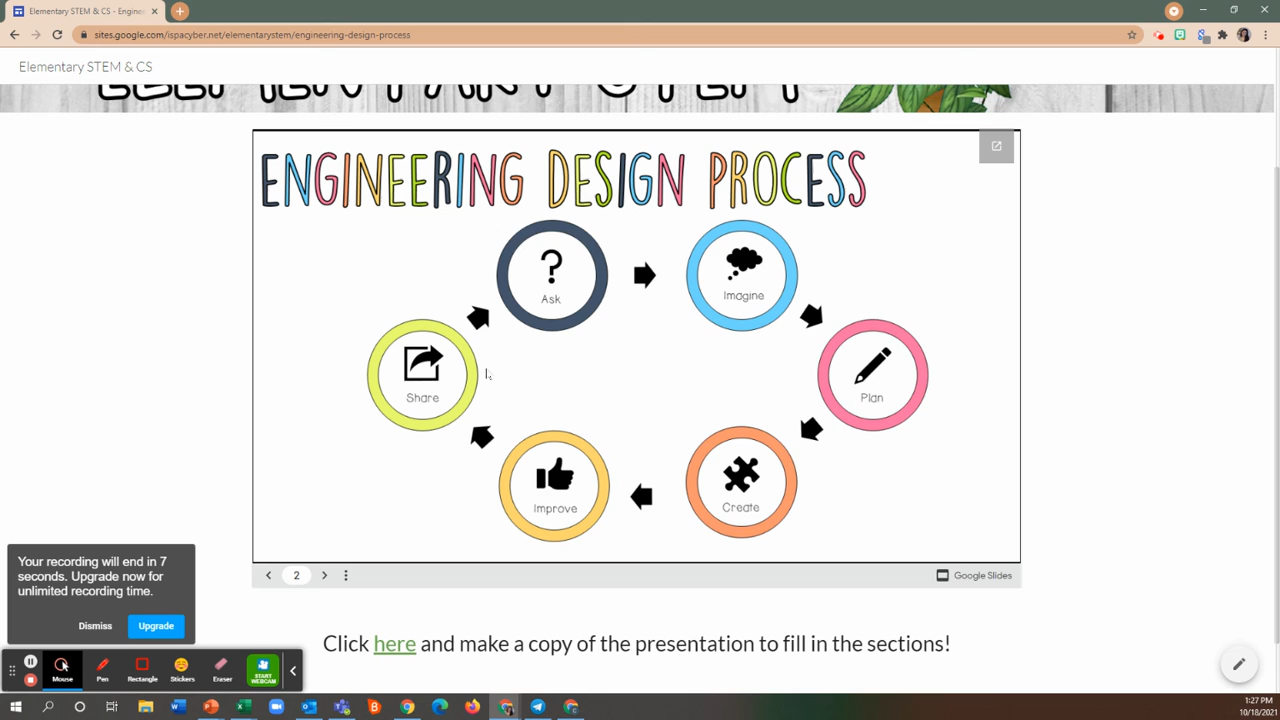 Elementary STEM & CS - Engine
sites.google.com/ispacyber.net/elementarystem/engineering-design-process
Elementary STEM & CS
ENGINEERING DESIGN PROCESS
?
Ask
Imagine
Share
Plan
Improve
Create
2
Google Slides
Your recording will end in 7
seconds. Upgrade now for
unlimited recording time.
Dismiss
Upgrade
Click here and make a copy of the presentation to fill in the sections!
Mouse
Pen
Rectangle
Stickers
Eraser
START
WEBCAM
1:27 PM
10/18/2021